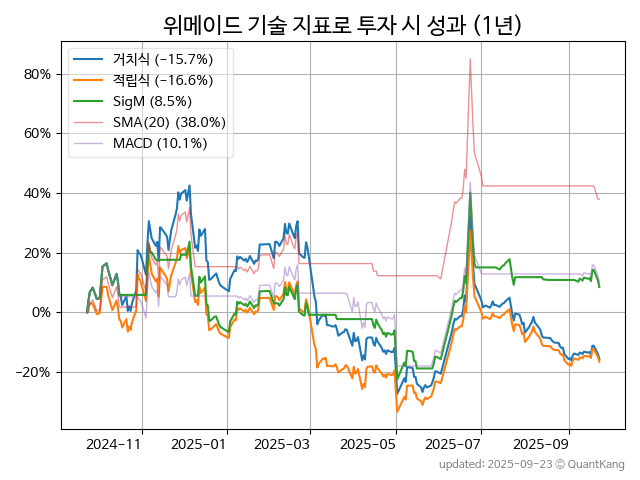 위메이드 기술 지표로 투자 시 성과 (1년)
거치식 (-15.7%)
적립식 (-16.6%)
SigM (8.5%)
SMA(20) (38.0%)
MACD (10.1%)
80%
60%
40%
20%
0%
-20%
2024-11
2025-01
2025-03
2025-05
2025-07
2025-09
updated: 2025-09-23 © QuantKang